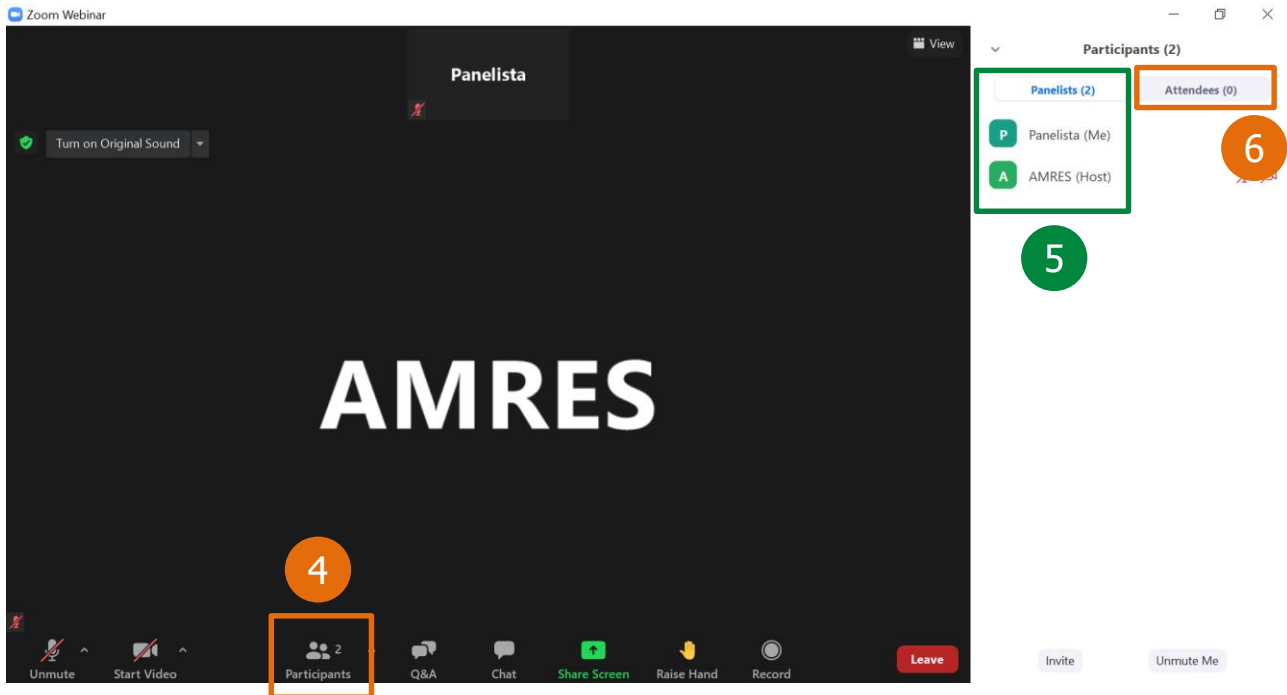 Zoom Webinar
View
Panelista
Turn on Original Sound
AMRES
4
2
Unmute
Start Video
Participants
Q&A
Chat
Share Screen
Raise Hand
Record
Leave
Participants (2)
Panelists (2)
Attendees (0)
6
P
Panelista (Me)
A
AMRES (Host)
5
Invite
Unmute Me